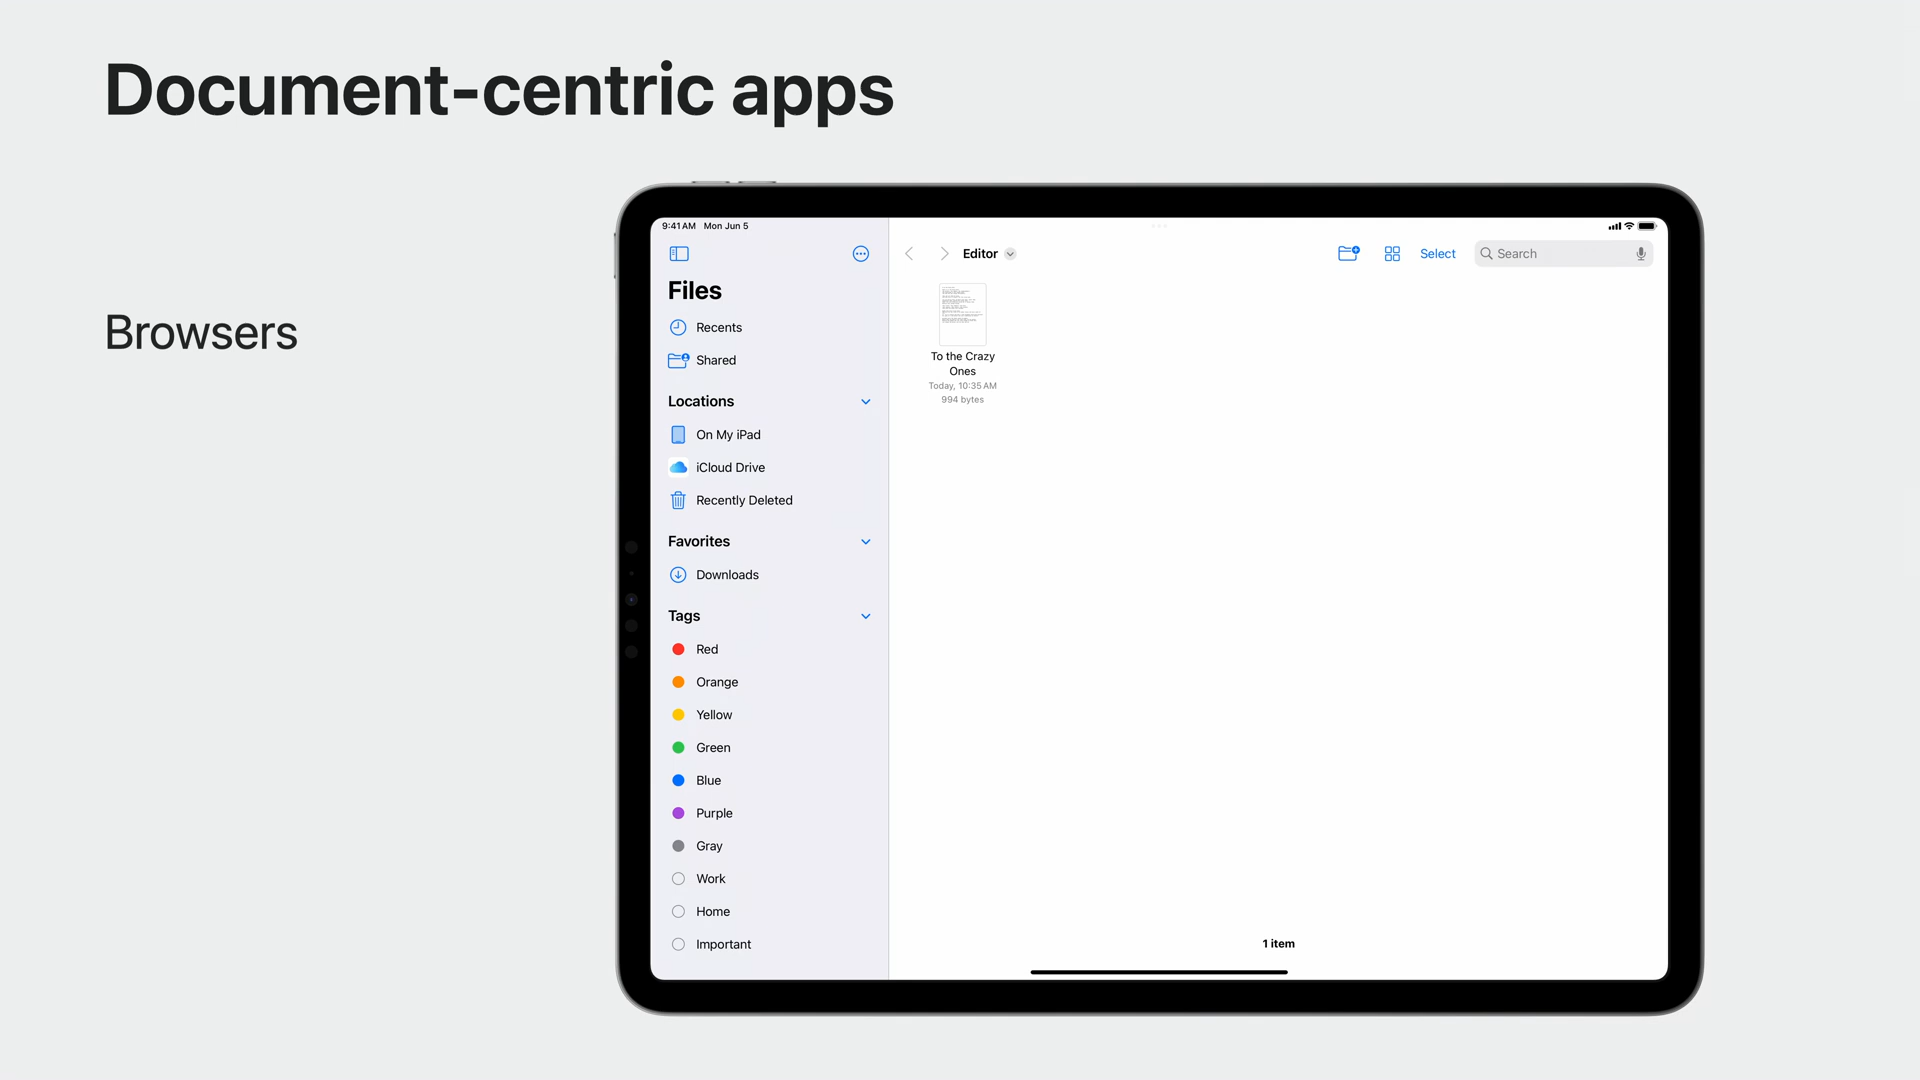 Document-centric apps
Browsers
9:41 AM Mon Jun 5
Files
Recents
Shared
Locations
On My iPad
iCloud Drive
Recently Deleted
Favorites
Downloads
Tags
Red
Orange
Yellow
Green
Blue
Purple
Gray
Work
Home
Important
Editor
Select
Search
To the Crazy
Ones
Today, 10:35 AM
994 bytes
1 item